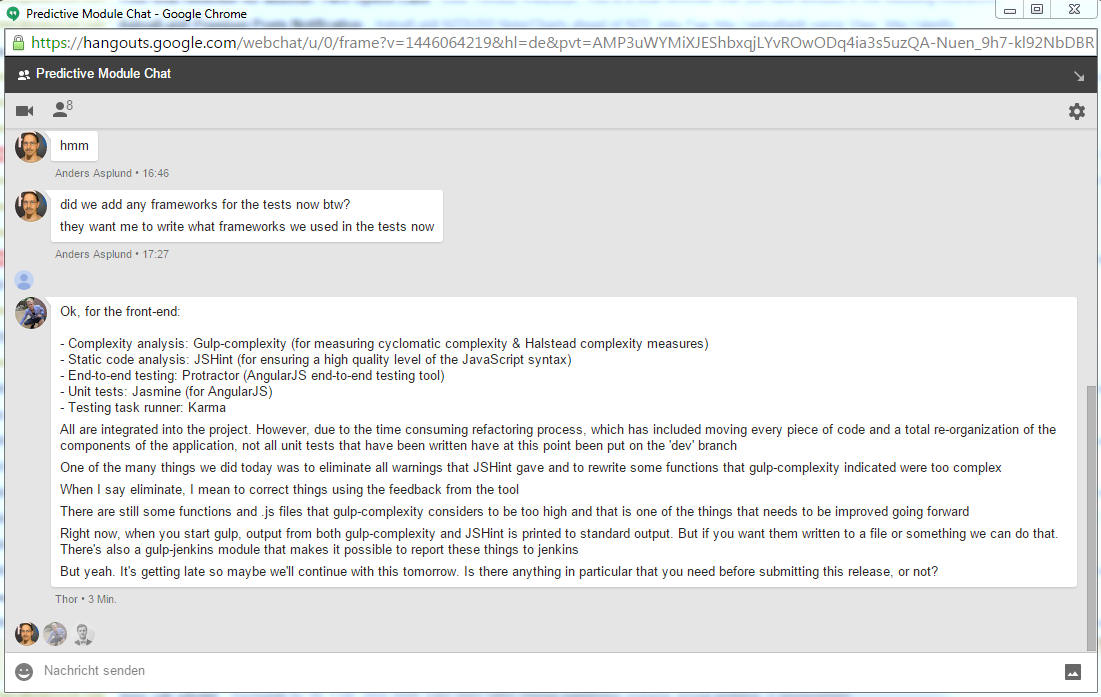 Predictive Module Chat - Google Chrome
https://hangouts.google.com/webchat/u/0/frame?v=1446064219&hl=de&pvt=AMP3uWYMiXJEShbxqjLYvROwODq4ia3s5uzQA-Nuen_9h7-kl92NbDBR
Predictive Module Chat
8
hmm
Anders Asplund • 16:46
did we add any frameworks for the tests now btw?
they want me to write what frameworks we used in the tests now
Anders Asplund • 17:27
Ok, for the front-end:
- Complexity analysis: Gulp-complexity (for measuring cyclomatic complexity & Halstead complexity measures)
- Static code analysis: JSHint (for ensuring a high quality level of the JavaScript syntax)
- End-to-end testing: Protractor (AngularJS end-to-end testing tool)
- Unit tests: Jasmine (for AngularJS)
- Testing task runner: Karma
All are integrated into the project. However, due to the time consuming refactoring process, which has included moving every piece of code and a total re-organization of the
components of the application, not all unit tests that have been written have at this point been put on the 'dev' branch
One of the many things we did today was to eliminate all warnings that JSHint gave and to rewrite some functions that gulp-complexity indicated were too complex
When I say eliminate, I mean to correct things using the feedback from the tool
There are still some functions and .js files that gulp-complexity considers to be too high and that is one of the things that needs to be improved going forward
Right now, when you start gulp, output from both gulp-complexity and JSHint is printed to standard output. But if you want them written to a file or something we can do that.
There's also a gulp-jenkins module that makes it possible to report these things to jenkins
But yeah. It's getting late so maybe we'll continue with this tomorrow. Is there anything in particular that you need before submitting this release, or not?
Thor • 3 Min.
Nachricht senden